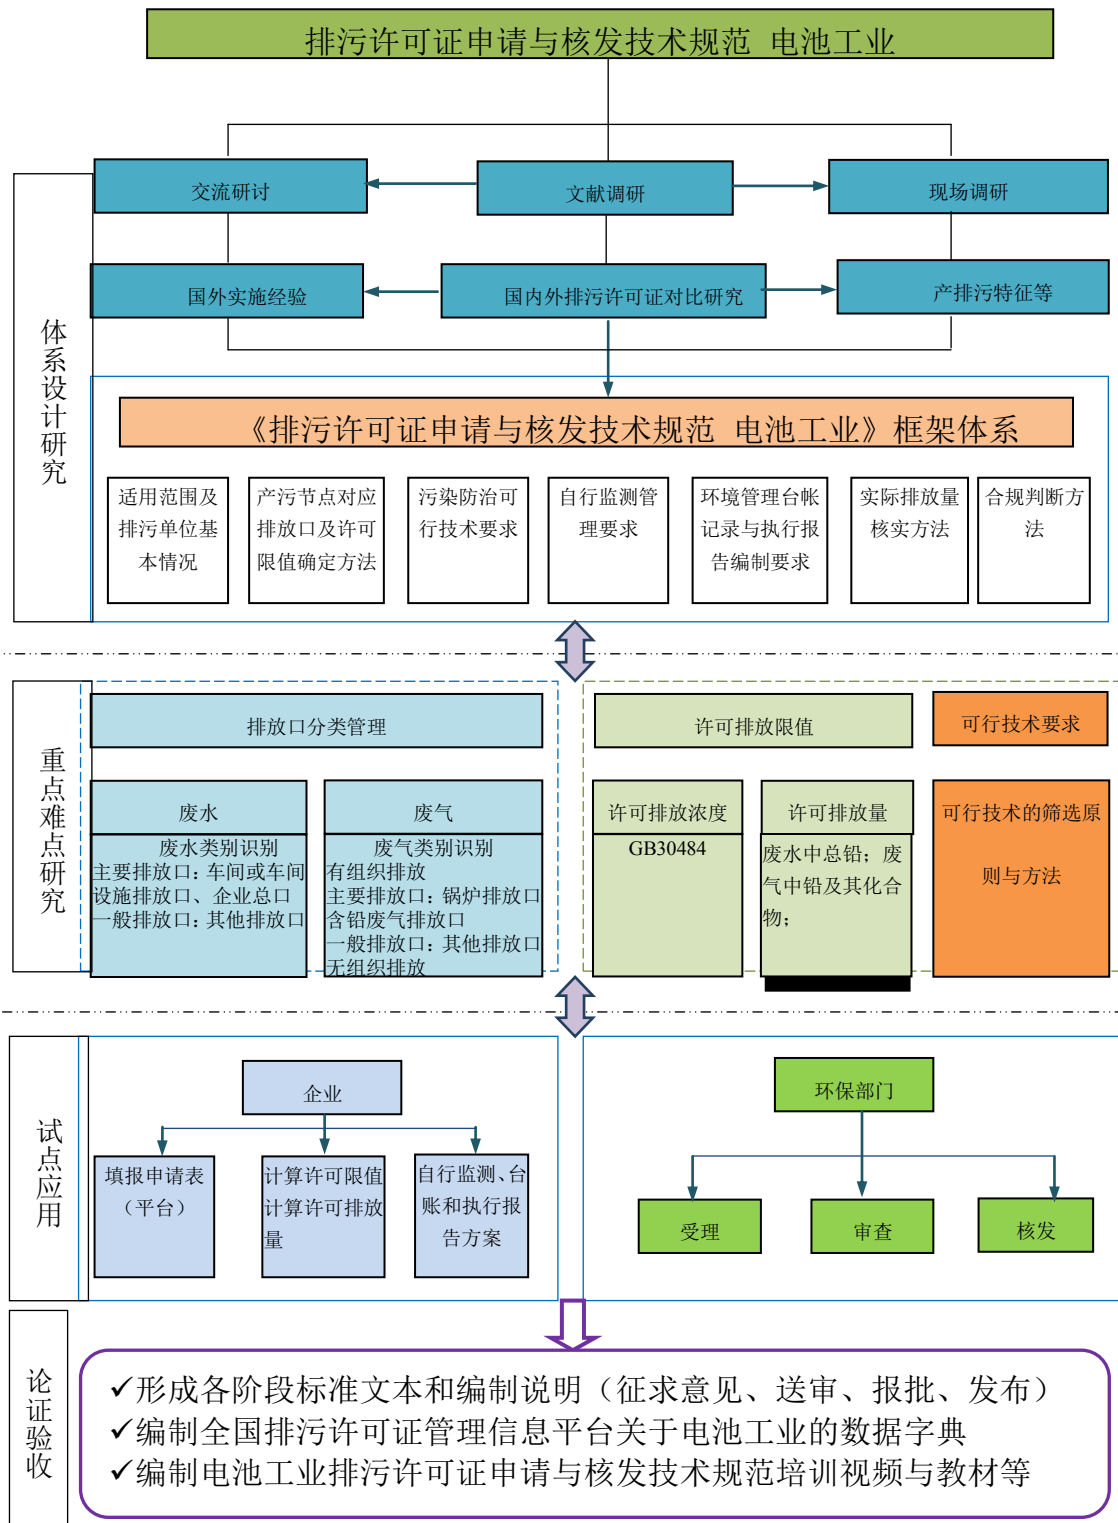 排污许可证申请与核发技术规范 电池工业
体系设计研究
交流研讨
文献调研
现场调研
国外实施经验
国内外排污许可证对比研究
产排污特征等
《排污许可证申请与核发技术规范 电池工业》框架体系
适用范围及
排污单位基
本情况
产污节点对应
排放口及许可
限值确定方法
污染防治可
行技术要求
自行监测管
理要求
环境管理台帐
记录与执行报
告编制要求
实际排放量
核实方法
合规判断方
法
重点难点研究
排放口分类管理
废水
废水类别识别
主要排放口：车间或车间
设施排放口、企业总口
一般排放口：其他排放口
废气
废气类别识别
有组织排放
主要排放口：锅炉排放口
含铅废气排放口
一般排放口：其他排放口
无组织排放
许可排放限值
许可排放浓度
GB30484
许可排放量
废水中总铅；废
气中铅及其化合
物；
可行技术要求
可行技术的筛选原
则与方法
试点应用
企业
填报申请表
（平台）
计算许可限值
计算许可排放
量
自行监测、台
账和执行报
告方案
环保部门
受理
审查
核发
论证验收
✓形成各阶段标准文本和编制说明（征求意见、送审、报批、发布）
✓编制全国排污许可证管理信息平台关于电池工业的数据字典
✓编制电池工业排污许可证申请与核发技术规范培训视频与教材等